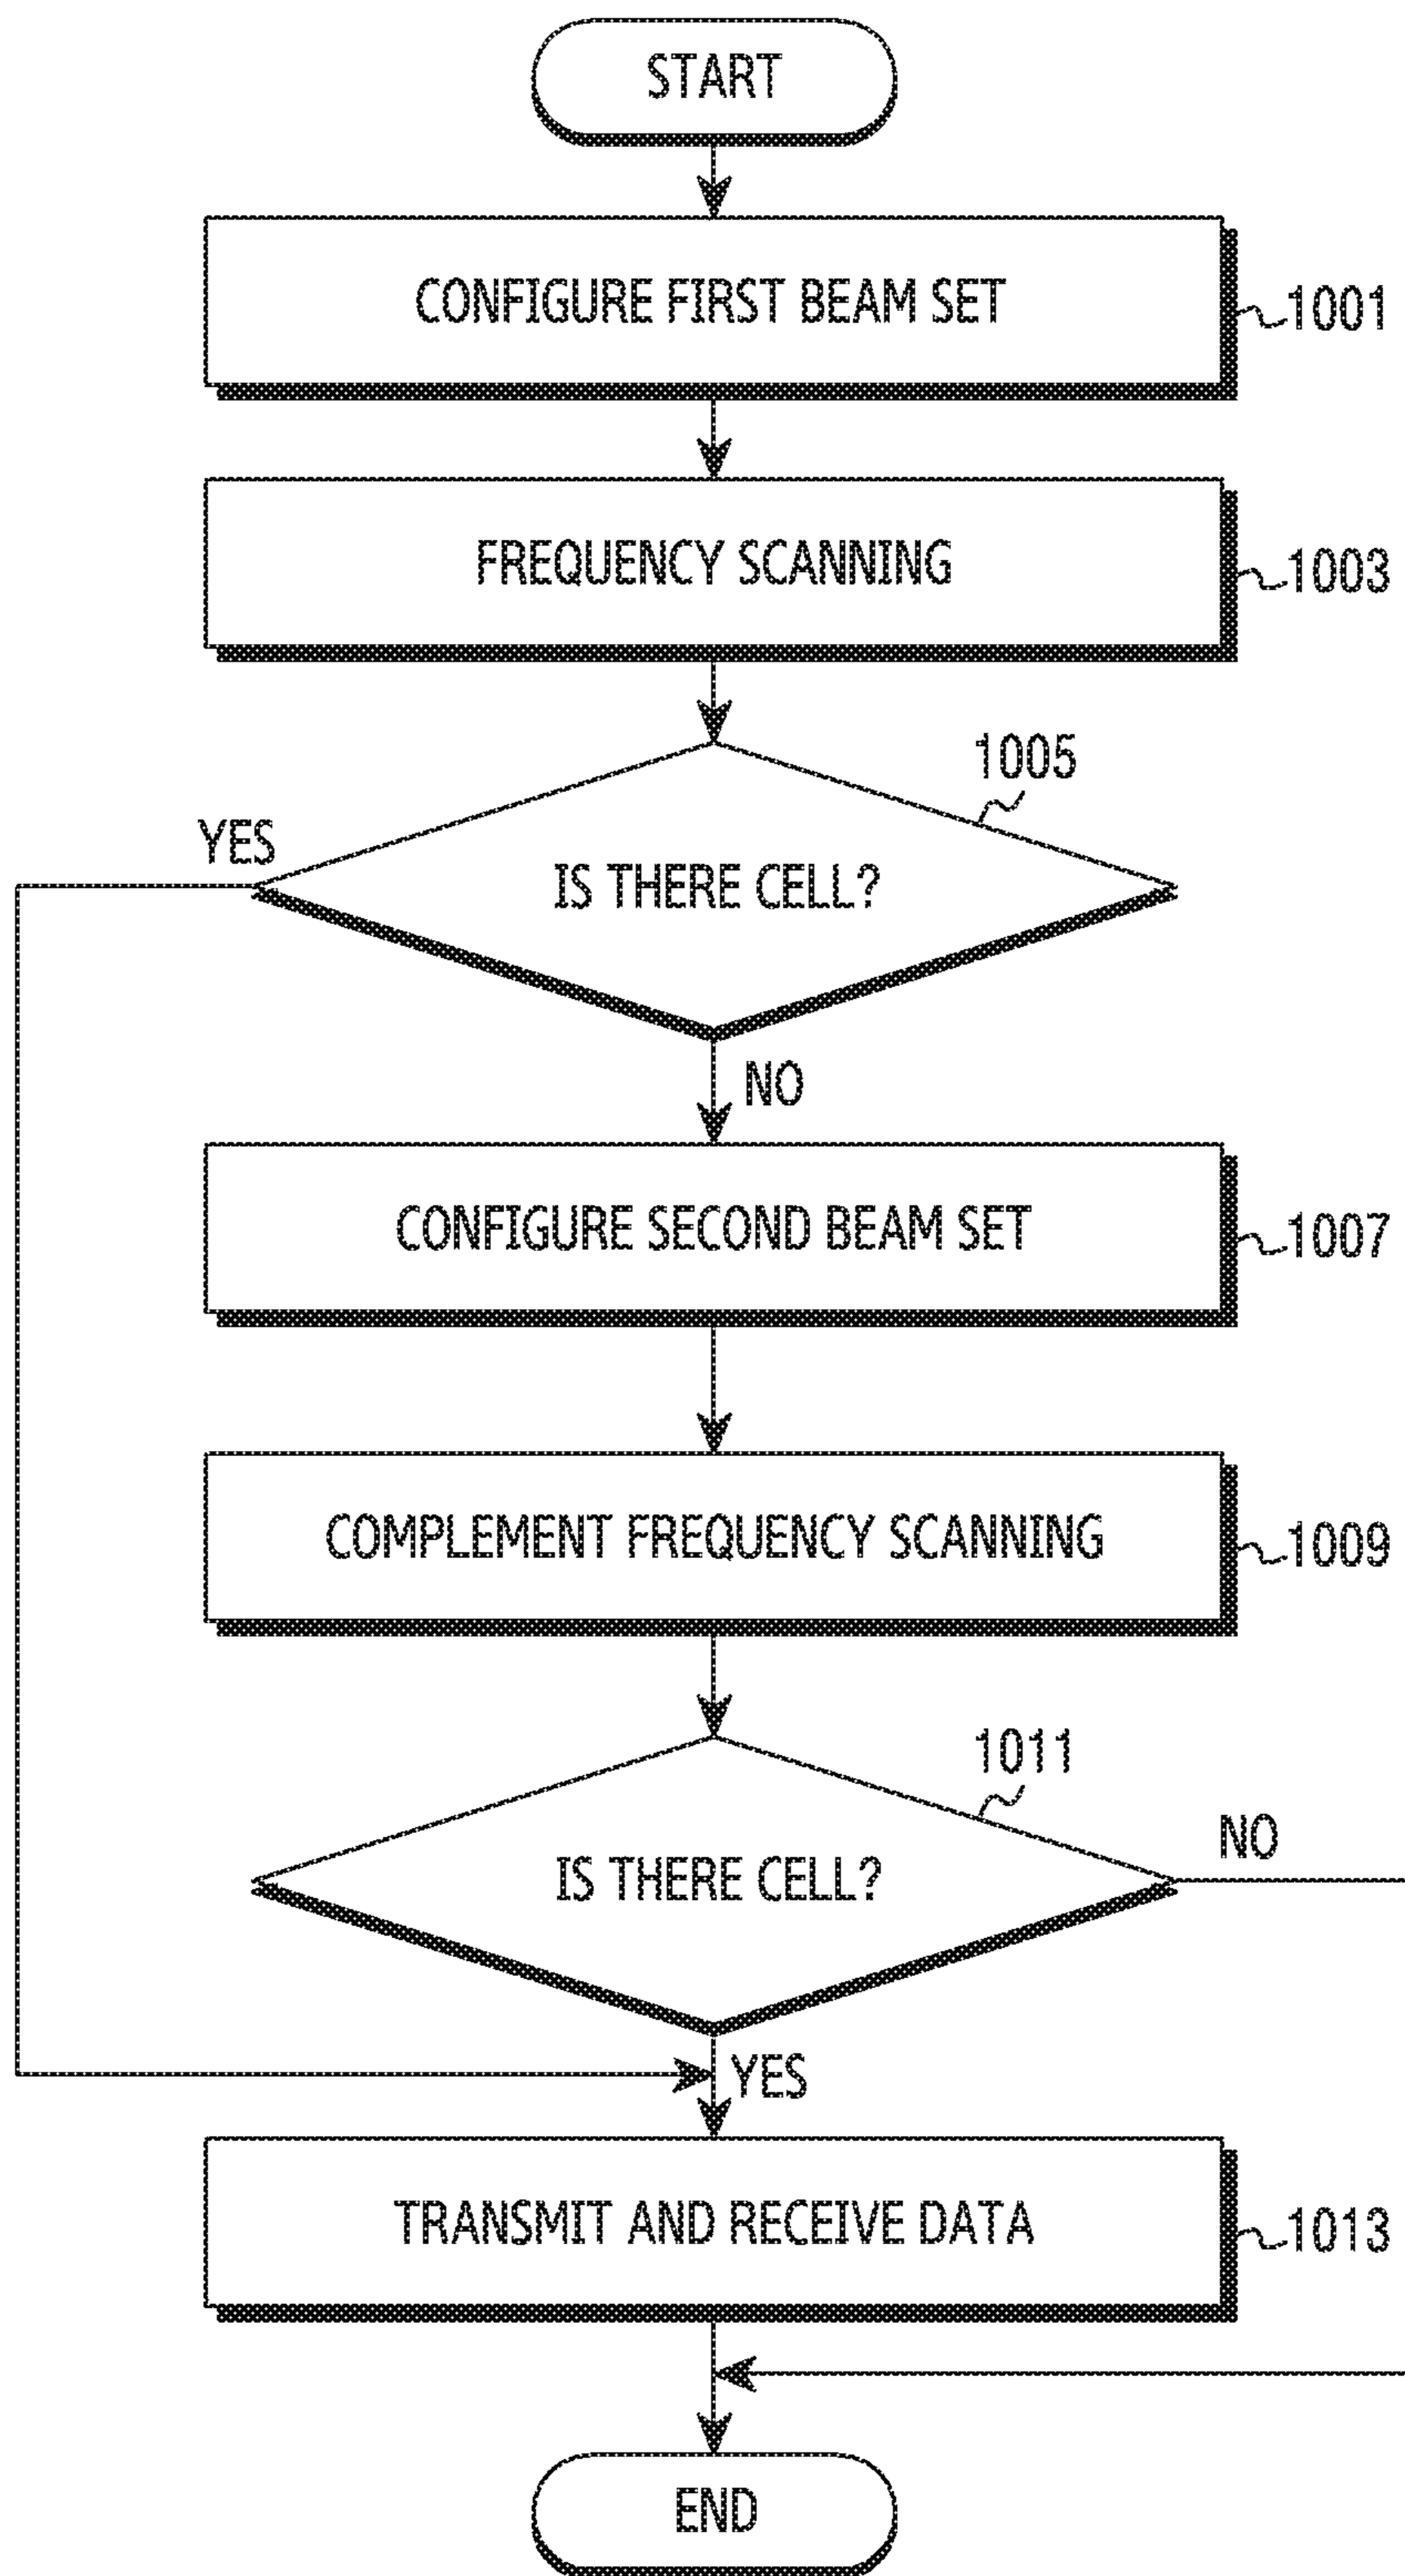 START
CONFIGURE FIRST BEAM SET
1001
FREQUENCY SCANNING
1003
1005
YES
IS THERE CELL?
NO
CONFIGURE SECOND BEAM SET
1007
COMPLEMENT FREQUENCY SCANNING
1009
1011
NO
IS THERE CELL?
YES
TRANSMIT AND RECEIVE DATA
1013
END